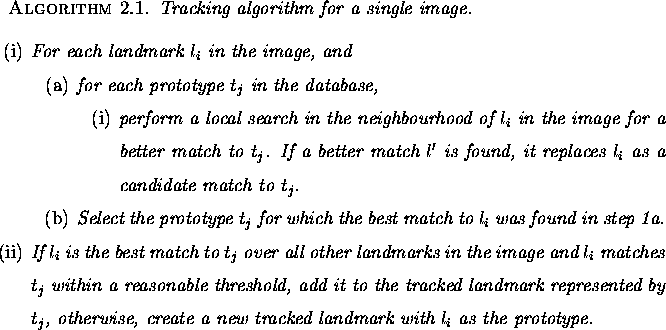 ALGORITHM 2.1. Tracking algorithm for a single image.
(i) For each landmark l_i in the image, and
(a) for each prototype t_j in the database,
(i) perform a local search in the neighbourhood of l_i in the image for a
better match to t_j. If a better match l' is found, it replaces l_i as a
candidate match to t_j.
(b) Select the prototype t_j for which the best match to l_i was found in step 1a.
(ii) If l_i is the best match to t_j over all other landmarks in the image and l_i matches
t_j within a reasonable threshold, add it to the tracked landmark represented by
t_j, otherwise, create a new tracked landmark with l_i as the prototype.